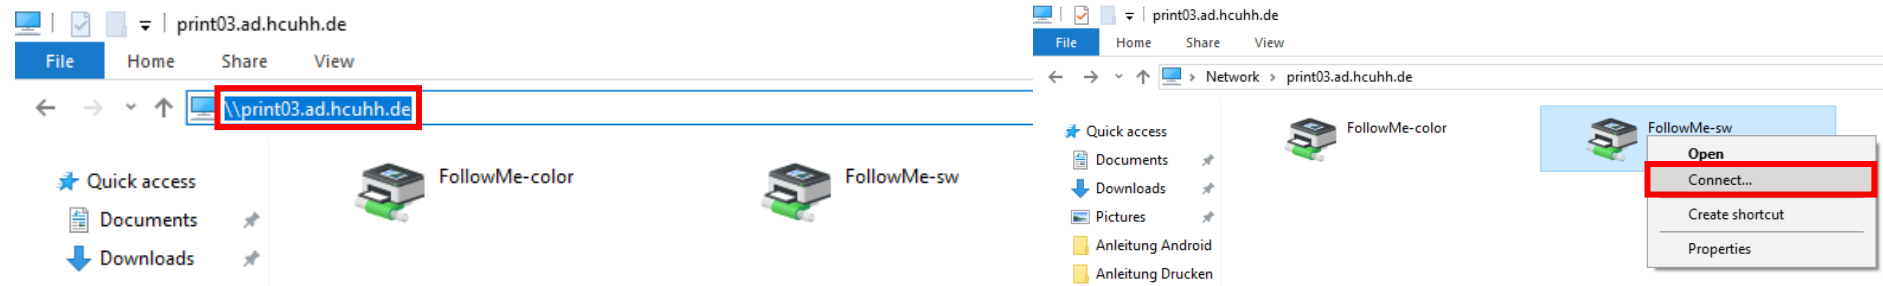 print03.ad.hcuhh.de
File Home Share View
\\print03.ad.hcuhh.de
Quick access
Documents
Downloads
FollowMe-color
FollowMe-sw
print03.ad.hcuhh.de
File Home Share View
Network > print03.ad.hcuhh.de
Quick access
Documents
Downloads
Pictures
Anleitung Android
Anleitung Drucken
FollowMe-color
FollowMe-sw
Open
Connect...
Create shortcut
Properties